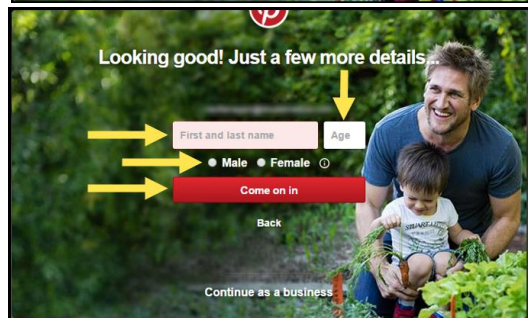 Looking good! Just a few more details...
First and last name Age
Male Female
Come on in
Back
Continue as a business